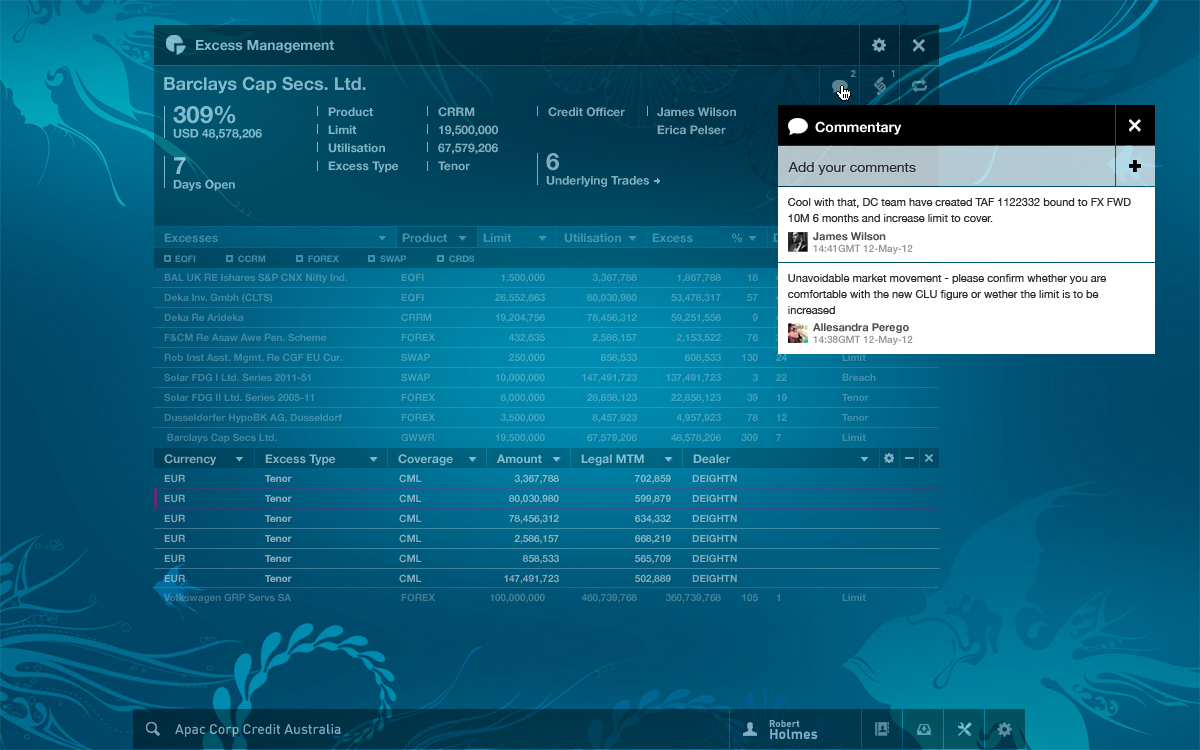 Excess Management
Barclays Cap Secs. Ltd.
2
1
309%
USD 48,578,206
7
Days Open
Product CRRM
Limit 19,500,000
Utilisation 67,579,206
Excess Type Tenor
Credit Officer James Wilson
Erica Pelser
6
Underlying Trades →
Commentary
Add your comments
Cool with that, DC team have created TAF 1122332 bound to FX FWD
10M 6 months and increase limit to cover.
James Wilson
14:41GMT 12-May-12
Unavoidable market movement - please confirm whether you are
comfortable with the new CLU figure or wether the limit is to be
increased
Allesandra Perego
14:38GMT 12-May-12
Excesses Product Limit Utilisation Excess % D
EQFI CCRM FOREX SWAP CRDS
BAL UK RE Ishares S&P CNX Nifty Ind. EQFI 1,500,000 3,367,788 1,867,788 18
Deka Inv. Gmbh (CLTS) EQFI 26,552,663 80,030,980 53,478,317 57
Deka Re Arideka CRRM 19,204,756 78,456,312 59,251,556 9
F&CM Re Asaw Awe Pen. Scheme FOREX 432,635 2,586,157 2,153,522 76
Rob Inst Asst. Mgmt. Re CGF EU Cur. SWAP 250,000 858,533 608,533 130 24 Limit
Solar FDG I Ltd. Series 2011-51 SWAP 10,000,000 147,491,723 137,491,723 3 22 Breach
Solar FDG II Ltd. Series 2005-11 FOREX 6,000,000 28,858,123 22,858,123 39 19 Tenor
Dusseldorfer HypoBK AG, Dusseldorf FOREX 3,500,000 8,457,923 4,957,923 78 12 Tenor
Barclays Cap Secs Ltd. GWWR 19,500,000 67,579,206 48,578,206 309 7 Limit
Currency Excess Type Coverage Amount Legal MTM Dealer
EUR Tenor CML 3,367,788 702,859 DEIGHTN
EUR Tenor CML 80,030,980 599,879 DEIGHTN
EUR Tenor CML 78,456,312 634,332 DEIGHTN
EUR Tenor CML 2,586,157 668,219 DEIGHTN
EUR Tenor CML 858,533 565,709 DEIGHTN
EUR Tenor CML 147,491,723 502,889 DEIGHTN
Volkswagen GRP Servs SA FOREX 100,000,000 460,739,768 360,739,768 105 1 Limit
Apac Corp Credit Australia
Robert
Holmes